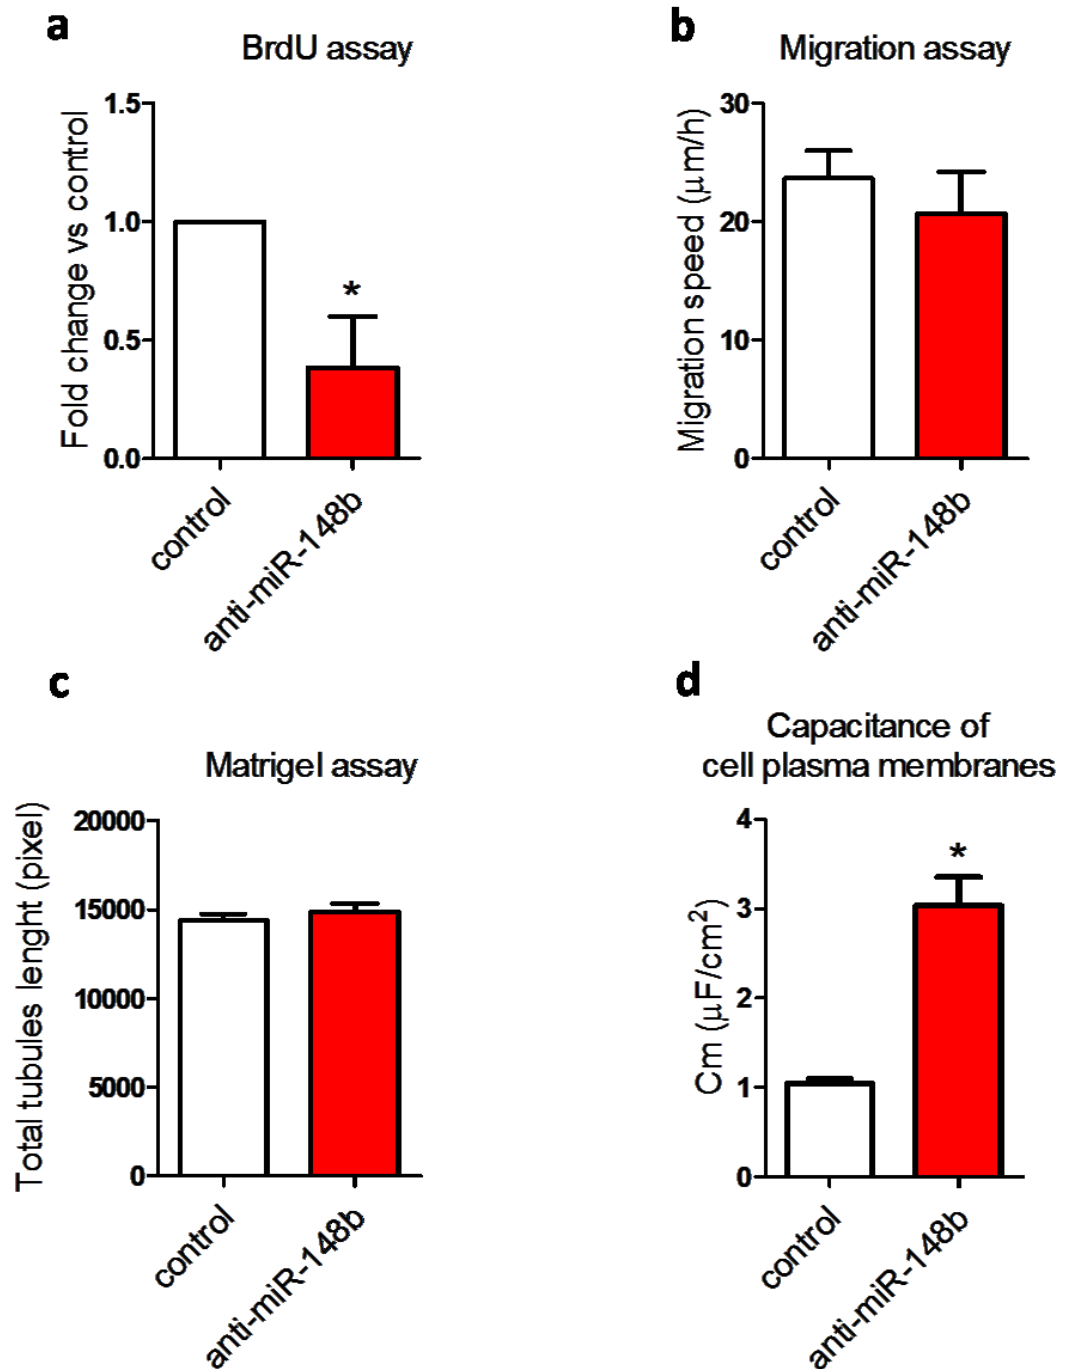 a
BrdU assay
Fold change vs control
1.5
1.0
0.5
0.0
*
control
anti-miR-148b
b
Migration assay
Migration speed (µm/h)
30
20
10
0
control
anti-miR-148b
c
Matrigel assay
Total tubules lenght (pixel)
20000
15000
10000
5000
0
control
anti-miR-148b
d
Capacitance of
cell plasma membranes
Cm (µF/cm²)
4
3
2
1
0
*
control
anti-miR-148b